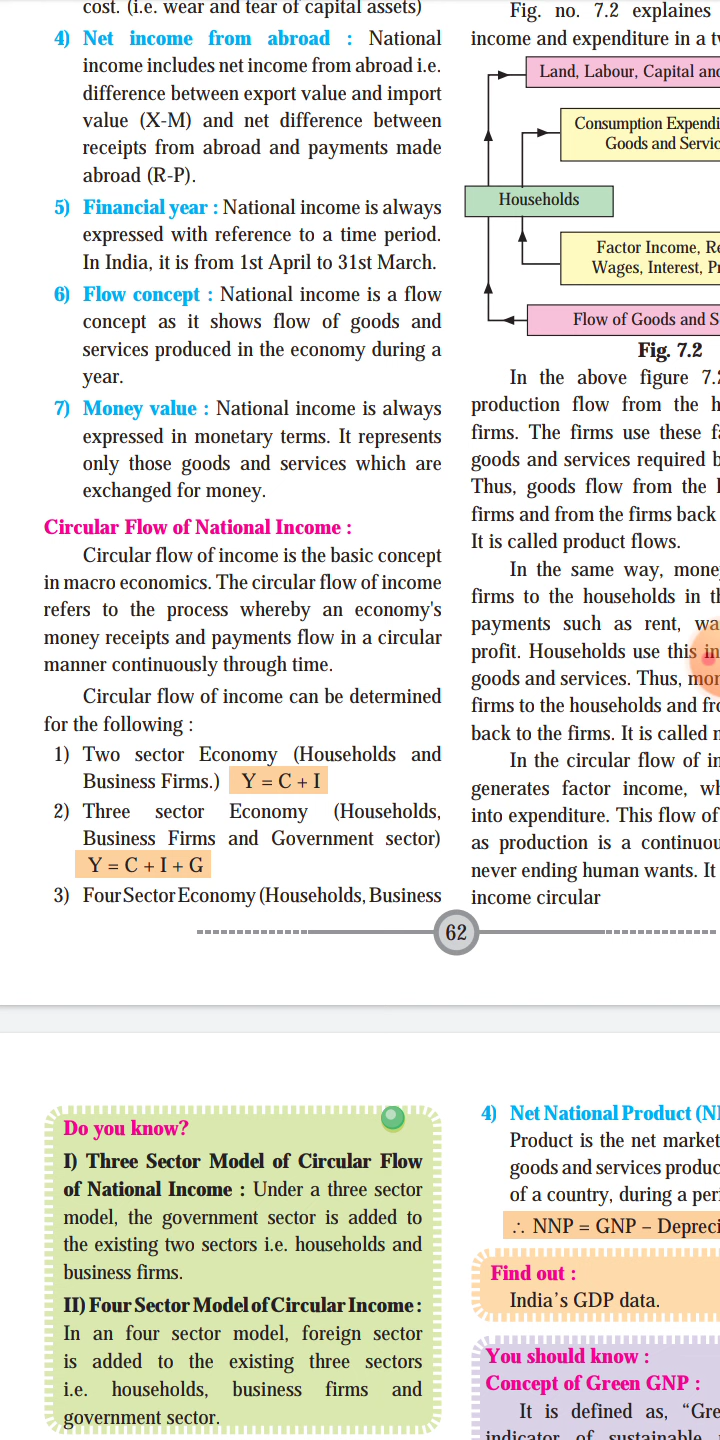 cost. (i.e. wear and tear of capital assets)
4) Net income from abroad : National
income includes net income from abroad i.e.
difference between export value and import
value (X-M) and net difference between
receipts from abroad and payments made
abroad (R-P).
5) Financial year : National income is always
expressed with reference to a time period.
In India, it is from 1st April to 31st March.
6) Flow concept : National income is a flow
concept as it shows flow of goods and
services produced in the economy during a
year.
7) Money value : National income is always
expressed in monetary terms. It represents
only those goods and services which are
exchanged for money.
Circular Flow of National Income :
Circular flow of income is the basic concept
in macro economics. The circular flow of income
refers to the process whereby an economy's
money receipts and payments flow in a circular
manner continuously through time.
Circular flow of income can be determined
for the following :
1) Two sector Economy (Households and
Business Firms.) Y = C + I
2) Three sector Economy (Households,
Business Firms and Government sector)
Y = C + I + G
3) Four Sector Economy (Households, Business
Fig. no. 7.2 explaines
income and expenditure in a
Land, Labour, Capital
Consumption
Goods and
Households
Factor Income,
Wages, Interest,
Flow of Goods and
Fig. 7.2
In the above figure
production flow from the
firms. The firms use these
goods and services required
Thus, goods flow from the
firms and from the firms back
It is called product flows.
In the same way,
firms to the households in
payments such as rent,
profit. Households use this
goods and services. Thus,
firms to the households and
back to the firms. It is called
In the circular flow of
generates factor income,
into expenditure. This flow of
as production is a
never ending human wants. It
income circular
62
Do you know?
I) Three Sector Model of Circular Flow
of National Income : Under a three sector
model, the government sector is added to
the existing two sectors i.e. households and
business firms.
II) Four Sector Model of Circular Income :
In an four sector model, foreign sector
is added to the existing three sectors
i.e. households, business firms and
government sector.
4) Net National Product
Product is the net market
goods and services
of a country, during a
∴ NNP = GNP –
Find out :
India's GDP data.
You should know :
Concept of Green GNP :
It is defined as,
indicator of sustainable